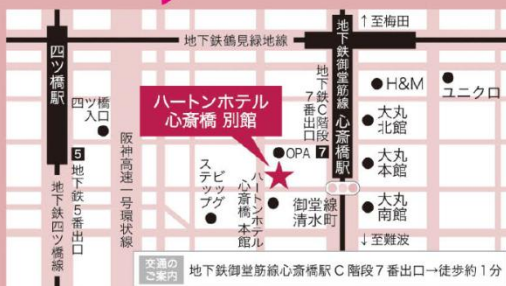 ↑至梅田
地下鉄鶴見緑地線
四ツ橋駅
地下鉄御堂筋線 心斎橋駅
地下鉄C階段
7番出口
H&M
ユニクロ
ハートンホテル
心斎橋 別館
四ツ橋
入口
大丸
北館
OPA
7
5
地下鉄5番出口
地下鉄四ツ橋線
阪神高速一号環状線
大丸
本館
ビッグ
ステップ
ハートンホテル
心斎橋 本館
御堂線
清水町
大丸
南館
↓至難波
交通の
ご案内
地下鉄御堂筋線心斎橋駅C階段7番出口→徒歩約1分